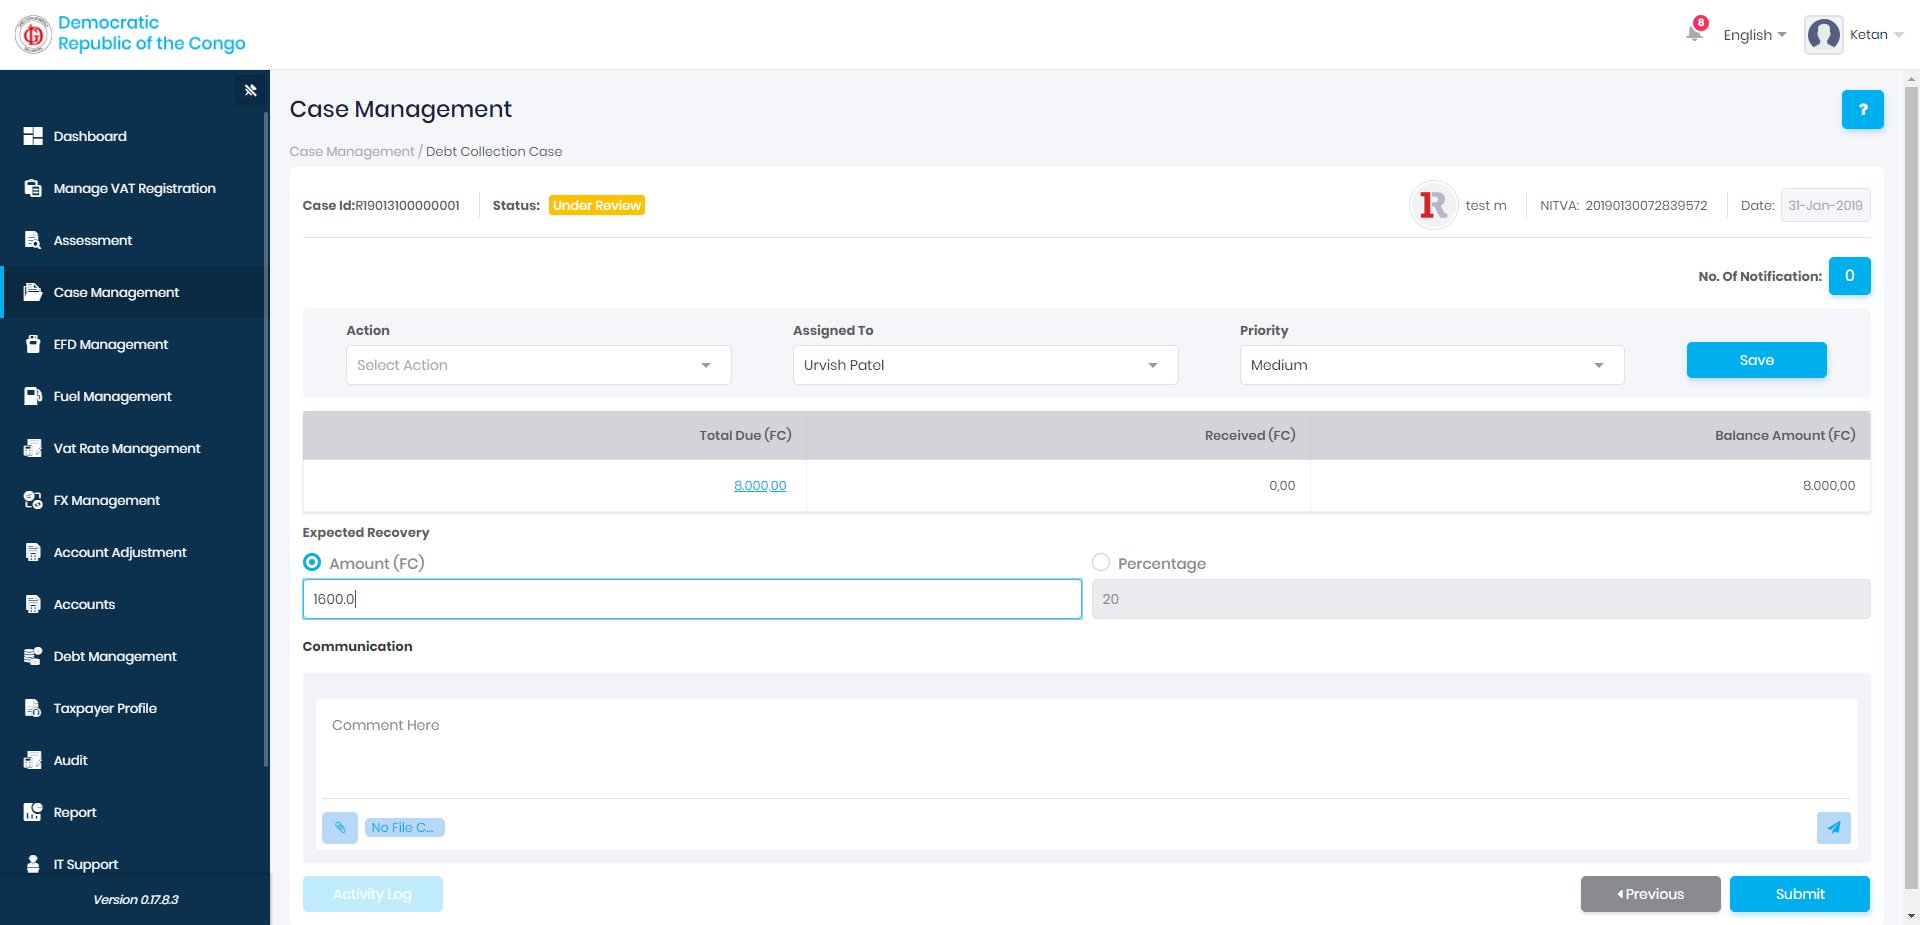 Democratic
Republic of the Congo
8
English
Ketan
Dashboard
Manage VAT Registration
Assessment
Case Management
EFD Management
Fuel Management
Vat Rate Management
FX Management
Account Adjustment
Accounts
Debt Management
Taxpayer Profile
Audit
Report
IT Support
Version 0.17.8.3
Case Management
?
Case Management / Debt Collection Case
Case Id:R19013100000001
Status: Under Review
1R
test m
NITVA: 20190130072839572
Date: 31-Jan-2019
No. Of Notification: 0
Action
Assigned To
Priority
Select Action
Urvish Patel
Medium
Save
Total Due (FC)
Received (FC)
Balance Amount (FC)
8.000,00
0,00
8.000,00
Expected Recovery
Amount (FC)
Percentage
1600.0
20
Communication
Comment Here
No File C...
Activity Log
Previous
Submit